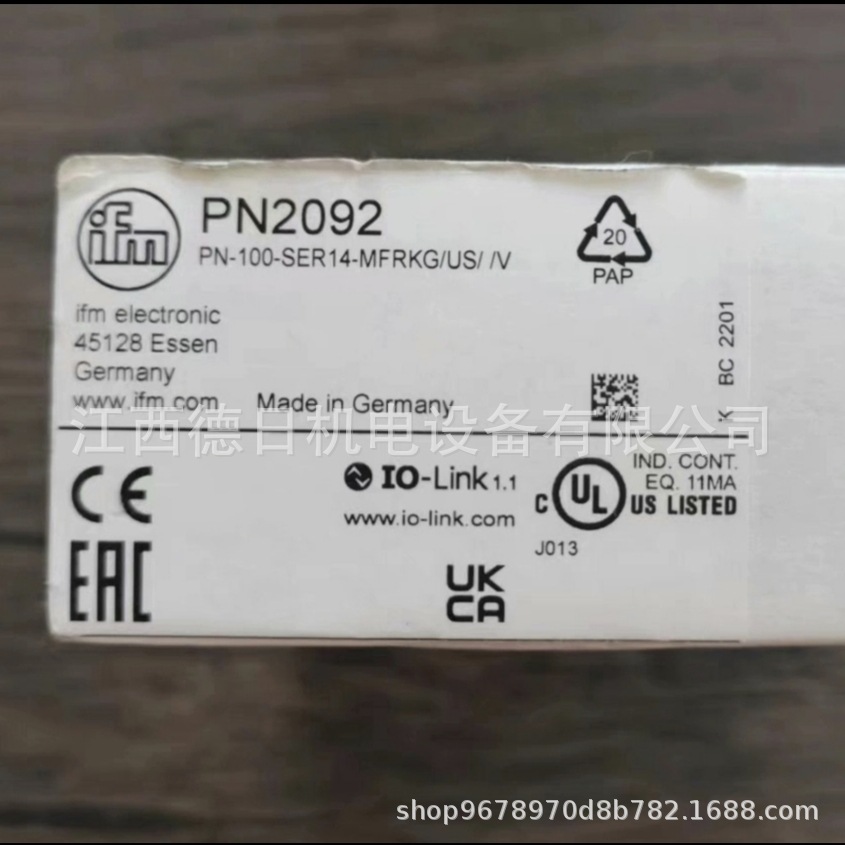 ifm
PN2092
PN-100-SER14-MFRKG/US/ /V
20
PAP
ifm electronic
45128 Essen
Germany
www.ifm.com
Made in Germany
K BC 2201
江西德日机电设备有限公司
CE
IO-Link 1.1
www.io-link.com
C UL US LISTED
IND. CONT.
EQ. 11MA
J013
EAC
UK
CA
shop9678970d8b782.1688.com